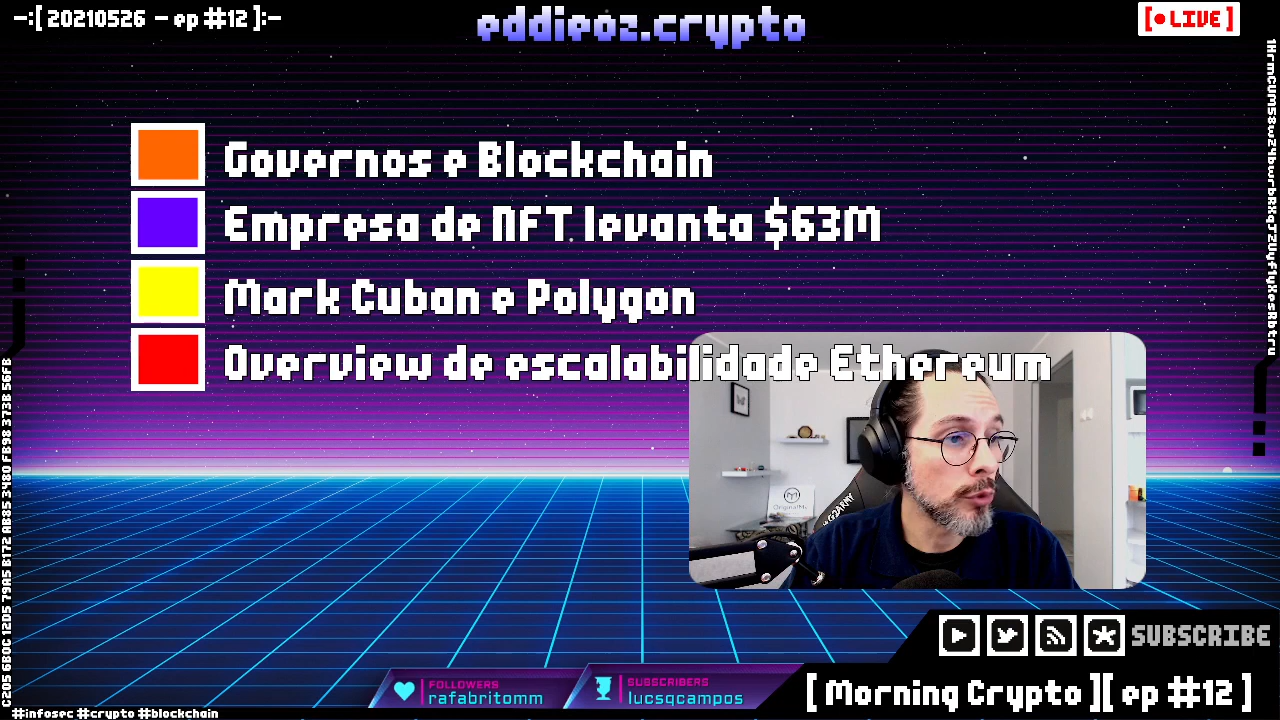 -:[ 20210526 - ep #12 ]:-
eddieoz.crypto
[•LIVE]
Governos e Blockchain
Empresa de NFT levanta $63M
Mark Cuban e Polygon
Overview de escalabilidade Ethereum
OriginalMy
SUBSCRIBE
FOLLOWERS
rafabritomm
SUBSCRIBERS
lucsqcampos
[ Morning Crypto ][ ep #12 ]
#infosec #crypto #blockchain